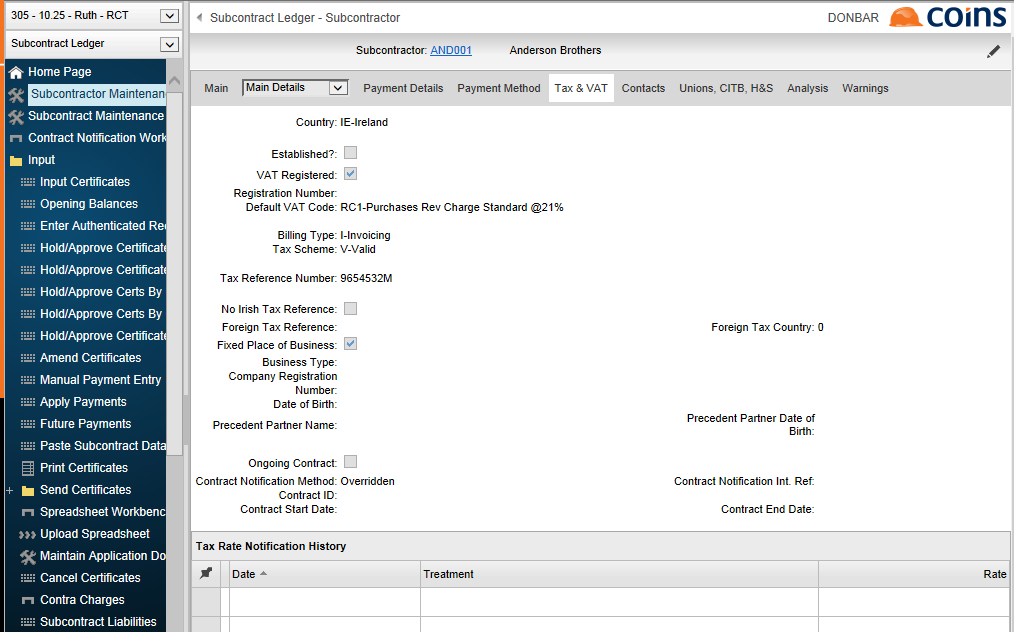 305 - 10.25 - Ruth - RCT
Subcontract Ledger
Home Page
Subcontractor Maintenan
Subcontract Maintenance
Contract Notification Work
Input
Input Certificates
Opening Balances
Enter Authenticated Rec
Hold/Approve Certificate
Hold/Approve Certificate
Hold/Approve Certs By
Hold/Approve Certs By
Hold/Approve Certificate
Amend Certificates
Manual Payment Entry
Apply Payments
Future Payments
Paste Subcontract Data
Print Certificates
+ Send Certificates
Spreadsheet Workbenc
Upload Spreadsheet
Maintain Application Do
Cancel Certificates
Contra Charges
Subcontract Liabilities
Subcontract Ledger - Subcontractor
DONBAR
coins
Subcontractor: AND001 Anderson Brothers
Main Main Details Payment Details Payment Method Tax & VAT Contacts Unions, CITB, H&S Analysis Warnings
Country: IE-Ireland
Established?:
VAT Registered:
Registration Number:
Default VAT Code: RC1-Purchases Rev Charge Standard @21%
Billing Type: I-Invoicing
Tax Scheme: V-Valid
Tax Reference Number: 9654532M
No Irish Tax Reference:
Foreign Tax Reference: Foreign Tax Country: 0
Fixed Place of Business:
Business Type:
Company Registration
Number:
Date of Birth:
Precedent Partner Name:
Precedent Partner Date of
Birth:
Ongoing Contract:
Contract Notification Method: Overridden Contract Notification Int. Ref:
Contract ID:
Contract Start Date: Contract End Date:
Tax Rate Notification History
Date Treatment Rate